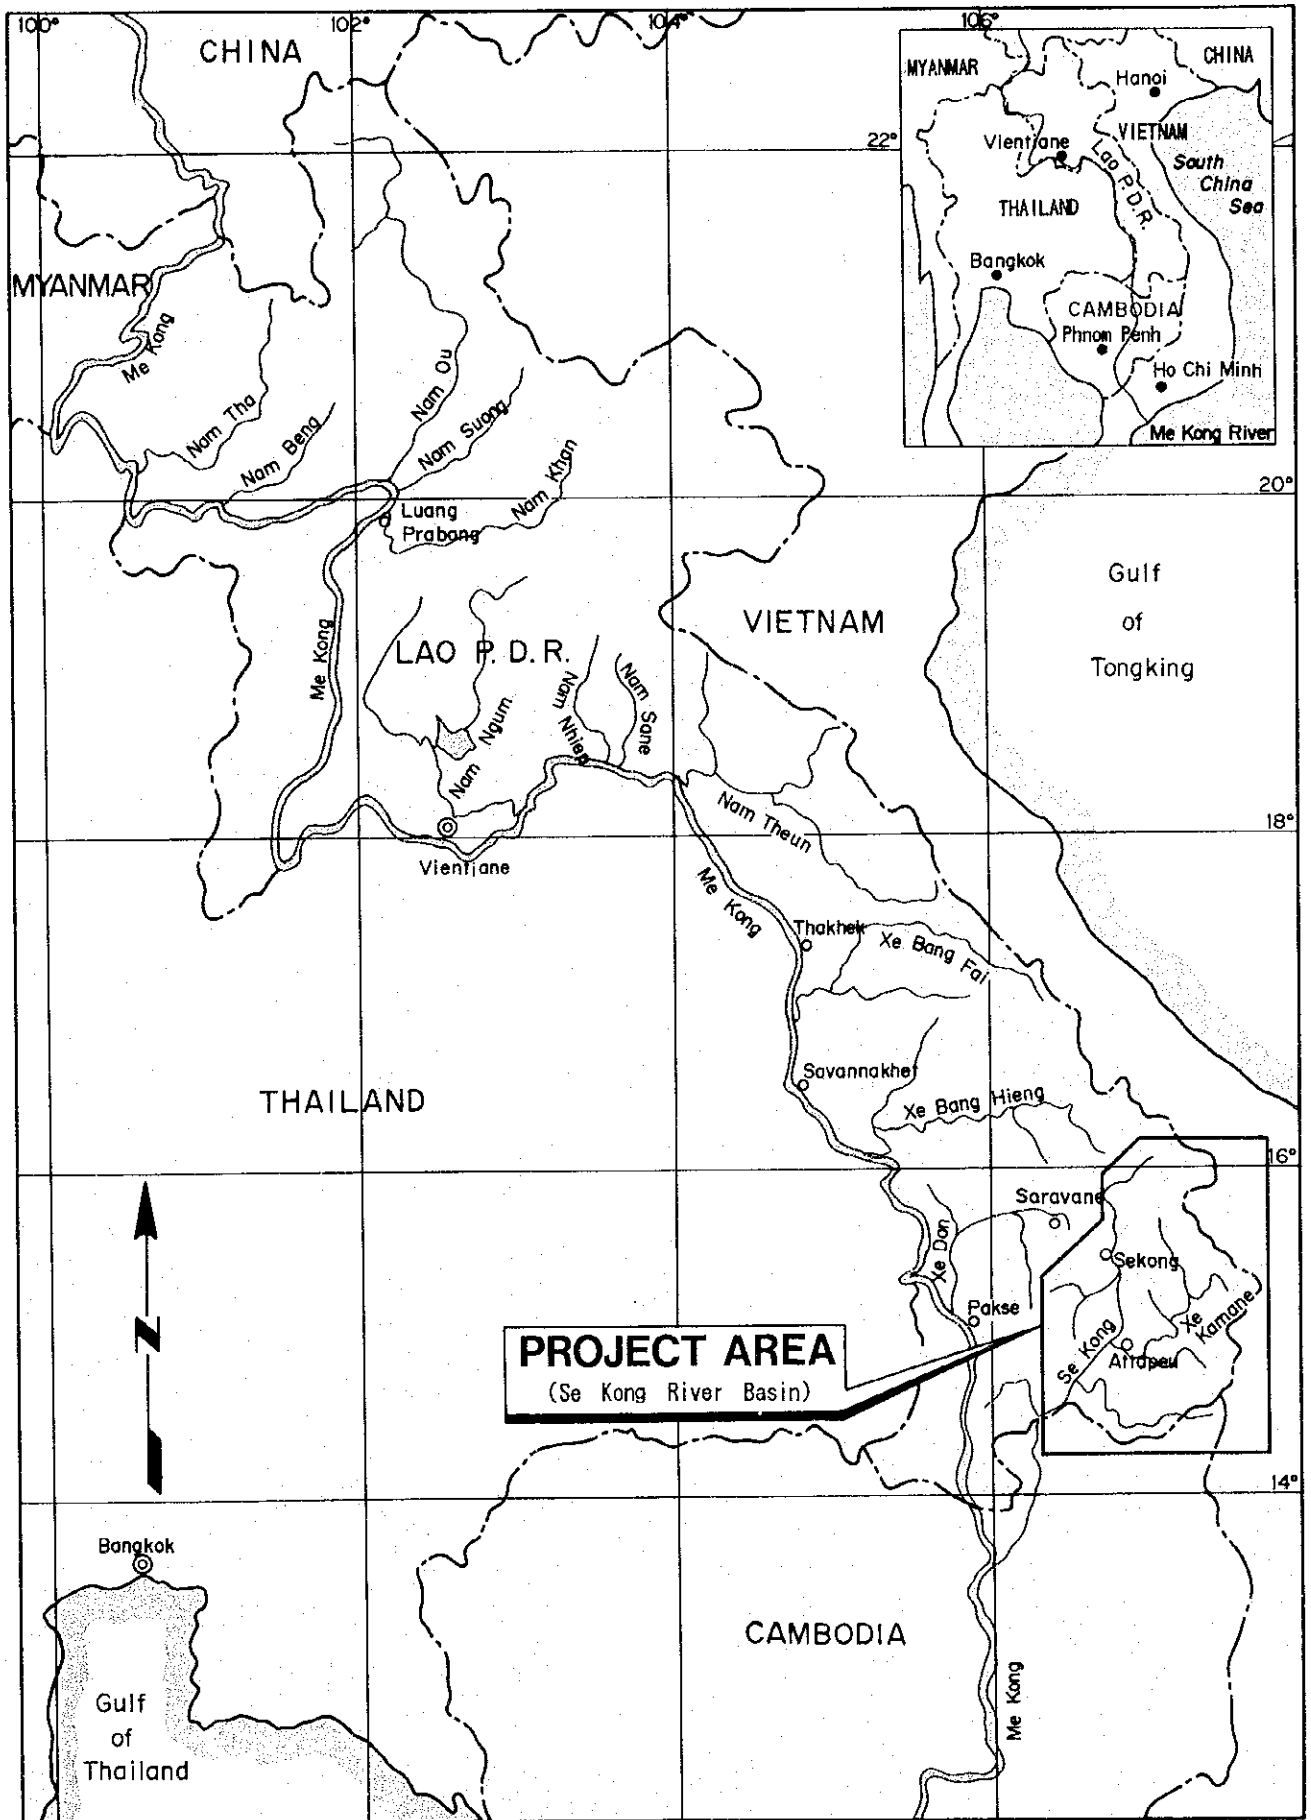 100°
102°
104°
106°
CHINA
MYANMAR
Hanoi
CHINA
VIETNAM
Vientiane
Lao P.D.R.
South
China
Sea
THAILAND
Bangkok
CAMBODIA
Phnom Penh
Ho Chi Minh
Me Kong River
22°
MYANMAR
Me Kong
Nam Tha
Nam Beng
Nam Ou
Nam Suong
Nam Khan
20°
Luang
Prabang
Gulf
of
Tongking
VIETNAM
LAO P. D. R.
Me Kong
Nam Ngum
Nam Nhiep
Nam Sane
Nam Theun
18°
Vientiane
Me Kong
Thakhek
Xe Bang Fai
Savannakhet
THAILAND
Xe Bang Hieng
16°
Saravane
Xe Don
Sekong
Xe
Kamane
Pakse
Se Kong
Attapeu
N
PROJECT AREA
(Se Kong River Basin)
14°
Bangkok
CAMBODIA
Me Kong
Gulf
of
Thailand